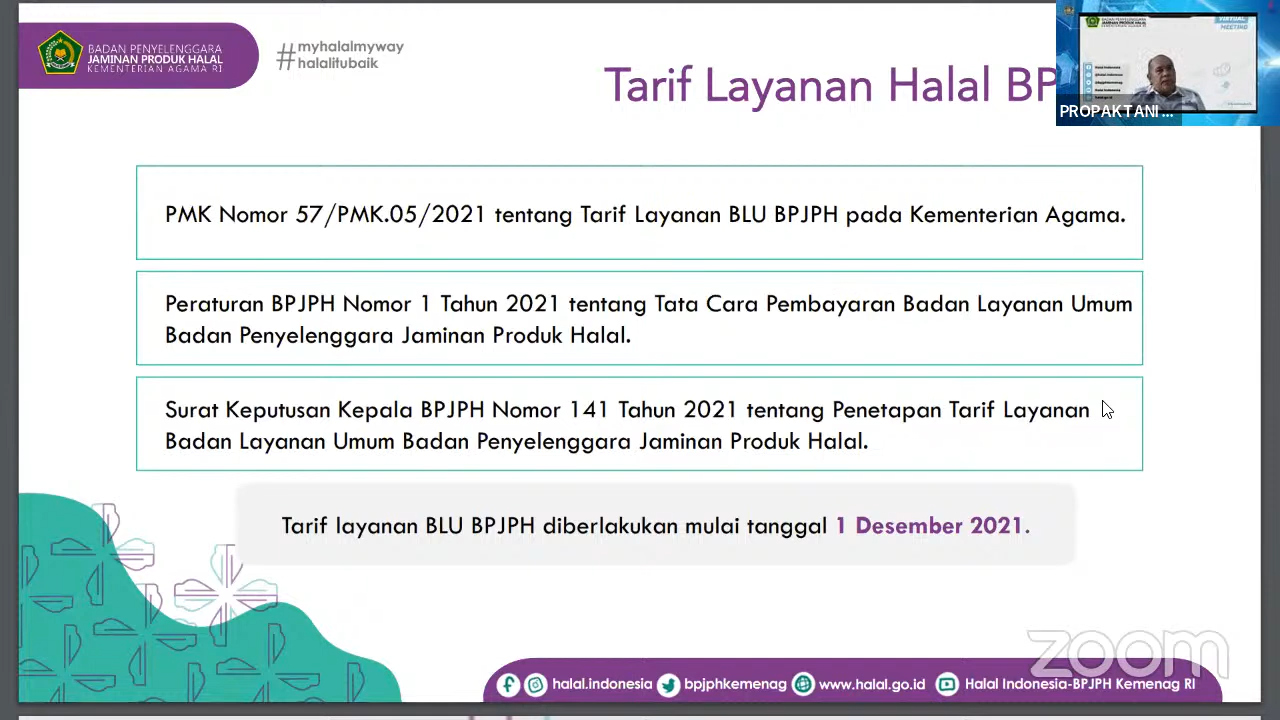 BADAN PENYELENGGARA
JAMINAN PRODUK HALAL
KEMENTERIAN AGAMA RI
#myhalalmyway
halalitubaik
Tarif Layanan Halal
VIRTUAL
MEETING
PROPAKTANI...
PMK Nomor 57/PMK.05/2021 tentang Tarif Layanan BLU BPJPH pada Kementerian Agama.
Peraturan BPJPH Nomor 1 Tahun 2021 tentang Tata Cara Pembayaran Badan Layanan Umum
Badan Penyelenggara Jaminan Produk Halal.
Surat Keputusan Kepala BPJPH Nomor 141 Tahun 2021 tentang Penetapan Tarif Layanan
Badan Layanan Umum Badan Penyelenggara Jaminan Produk Halal.
Tarif layanan BLU BPJPH diberlakukan mulai tanggal 1 Desember 2021.
zoom
halal.indonesia bpjphkemenag www.halal.go.id Halal Indonesia-BPJPH Kemenag RI